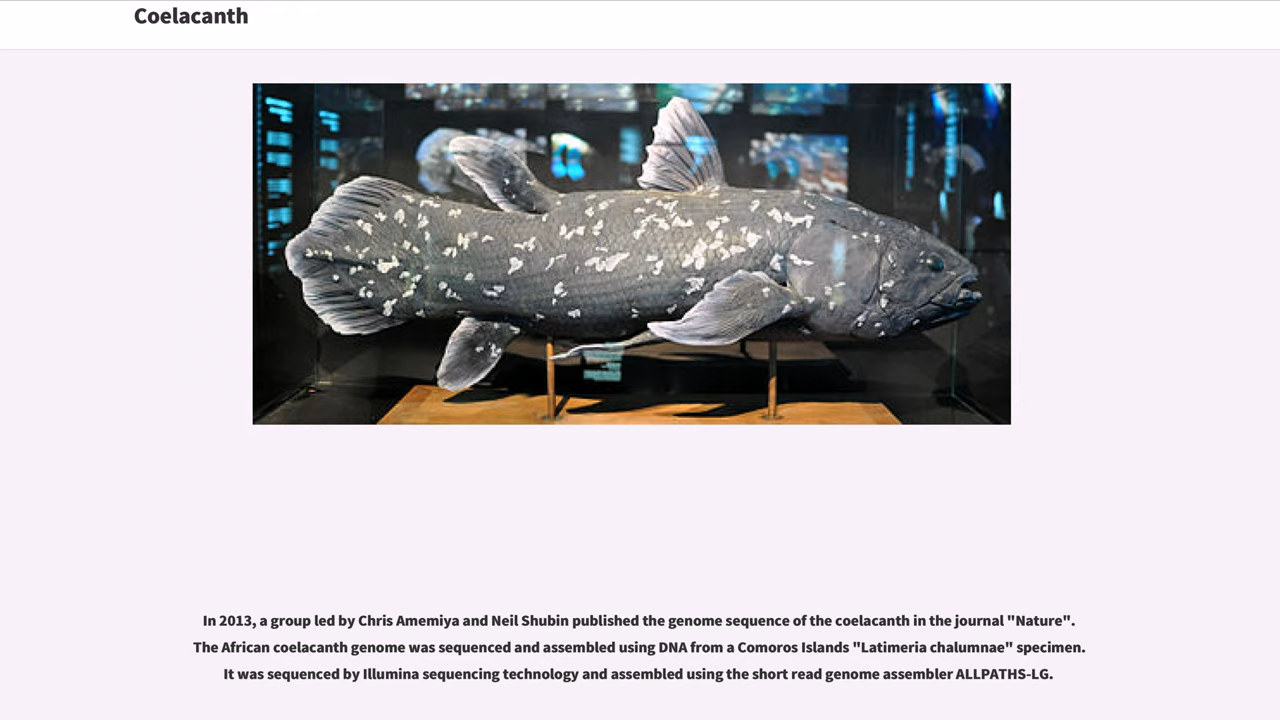 Coelacanth
In 2013, a group led by Chris Amemiya and Neil Shubin published the genome sequence of the coelacanth in the journal "Nature".
The African coelacanth genome was sequenced and assembled using DNA from a Comoros Islands "Latimeria chalumnae" specimen.
It was sequenced by Illumina sequencing technology and assembled using the short read genome assembler ALLPATHS-LG.